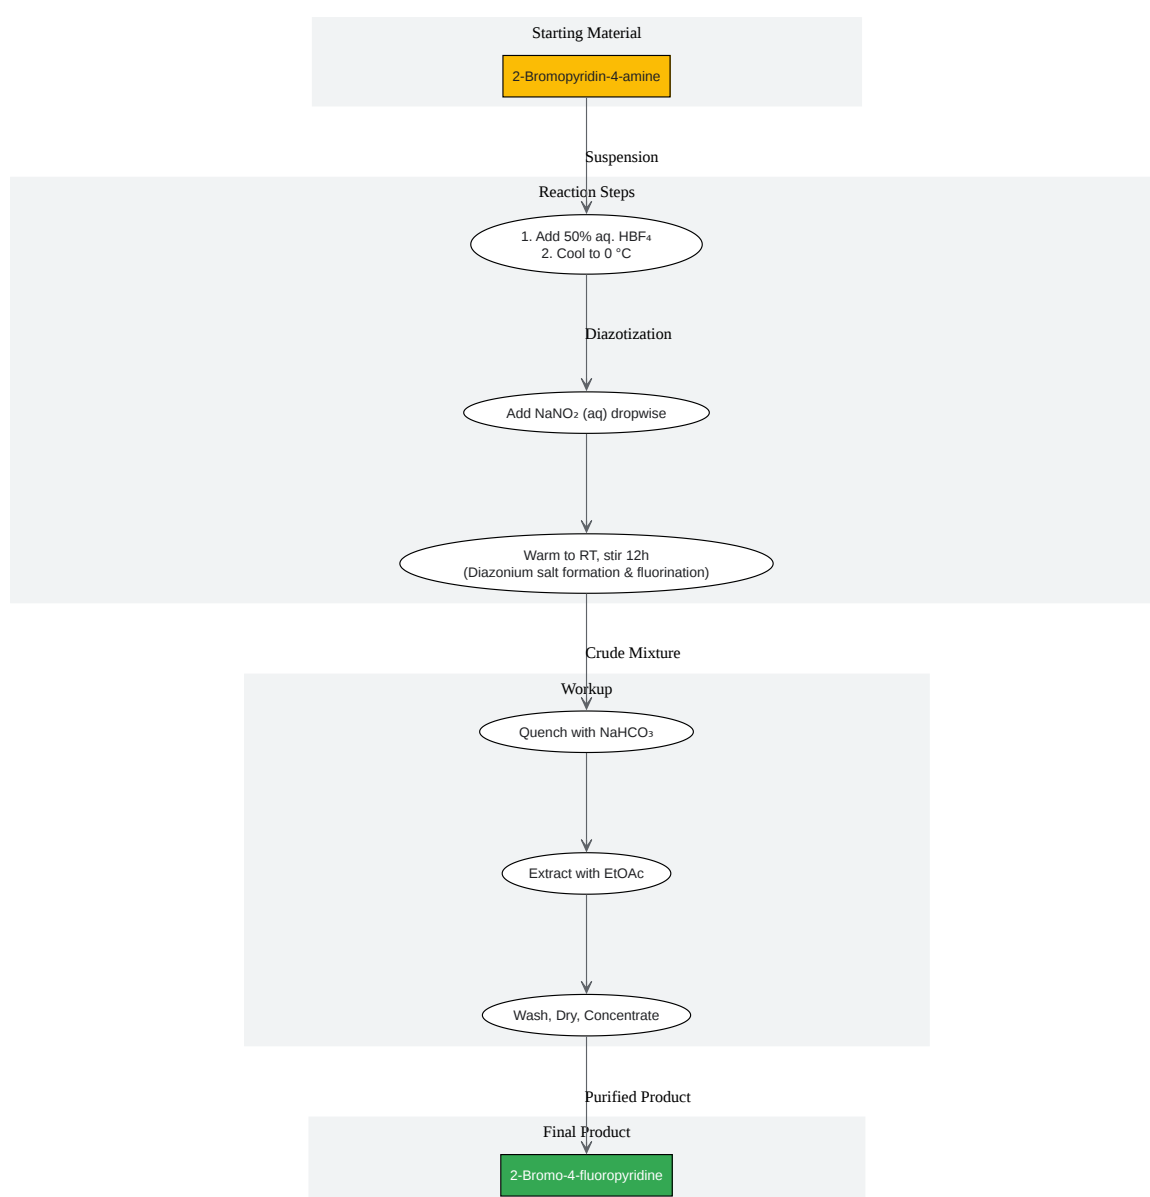 Starting Material
2-Bromopyridin-4-amine
Suspension
Reaction Steps
1. Add 50% aq. HBF₄
2. Cool to 0 °C
Diazotization
Add NaNO₂ (aq) dropwise
Warm to RT, stir 12h
(Diazonium salt formation & fluorination)
Crude Mixture
Workup
Quench with NaHCO₃
Extract with EtOAc
Wash, Dry, Concentrate
Purified Product
Final Product
2-Bromo-4-fluoropyridine